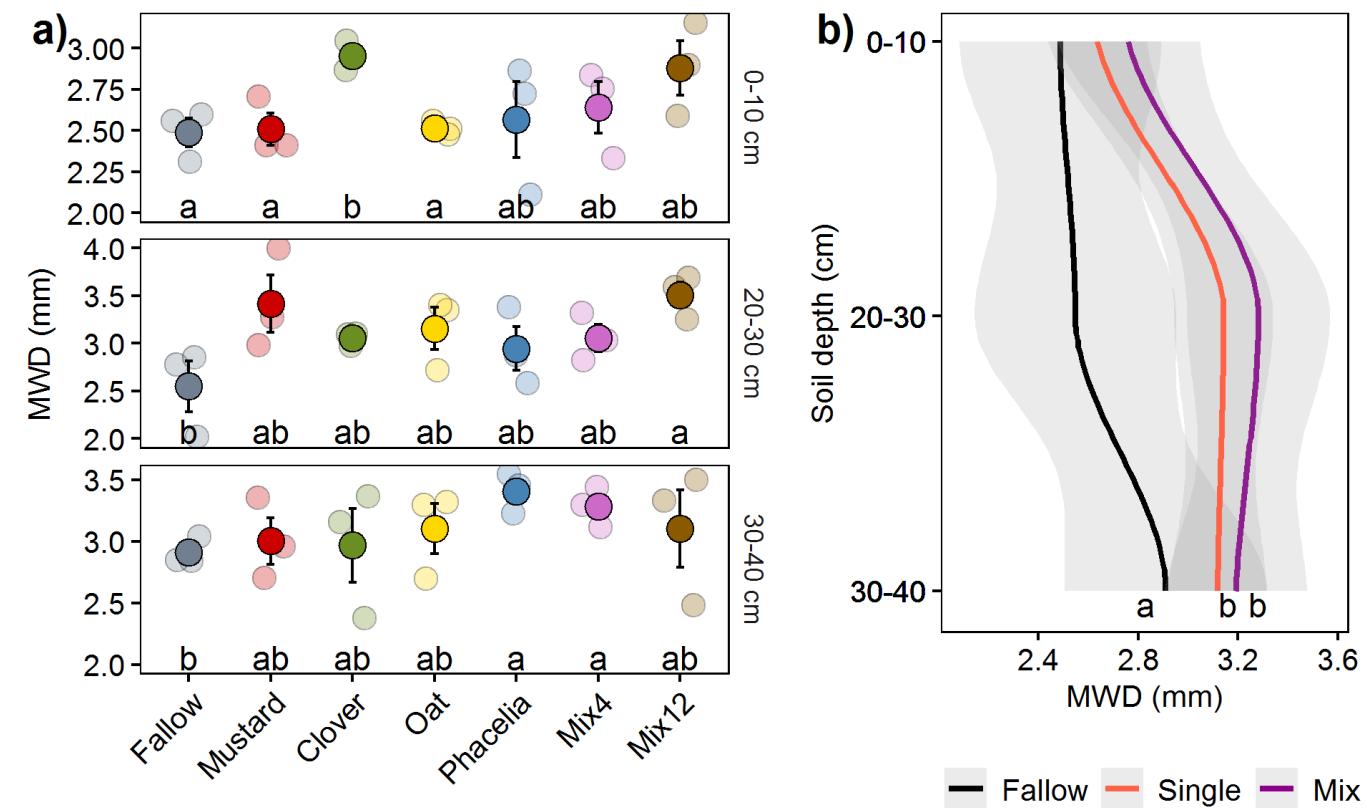 a)
MWD (mm)
3.00
2.75
2.50
2.25
2.00
a a b a ab ab ab
0-10 cm
4.0
3.5
3.0
2.5
2.0
b ab ab ab ab ab a
20-30 cm
3.5
3.0
2.5
2.0
b ab ab ab a a ab
30-40 cm
Fallow Mustard Clover Oat Phacelia Mix4 Mix12
b)
Soil depth (cm)
0-10
20-30
30-40
a b b
2.4 2.8 3.2 3.6
MWD (mm)
Fallow Single Mix